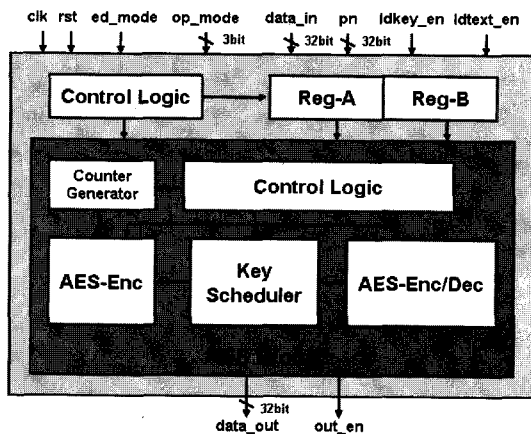 clk rst ed_mode op_mode data_in pn ldkey_en ldtext_en
3bit 32bit 32bit
Control Logic Reg-A Reg-B
Counter Generator
Control Logic
AES-Enc
Key Scheduler
AES-Enc/Dec
32bit
data_out out_en